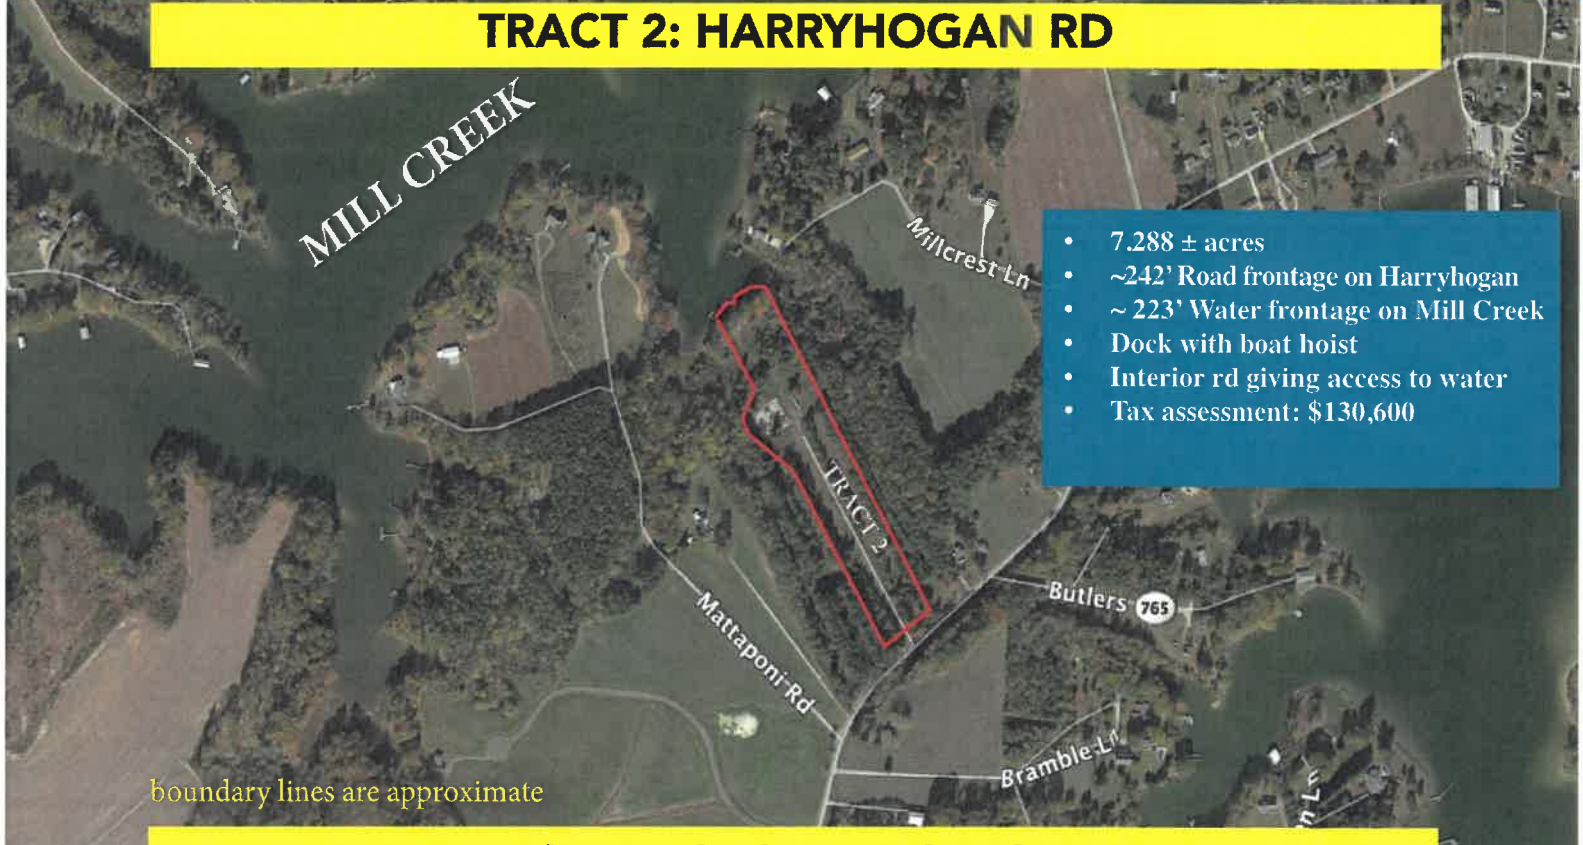 TRACT 2: HARRYHOGAN RD
MILL CREEK
Millcrest Ln
• 7.288 ± acres
• ~242' Road frontage on Harryhogan
• ~ 223' Water frontage on Mill Creek
• Dock with boat hoist
• Interior rd giving access to water
• Tax assessment: $130,600
TRACT 2
Butlers 765
Mattaponi Rd
Bramble Ln
boundary lines are approximate